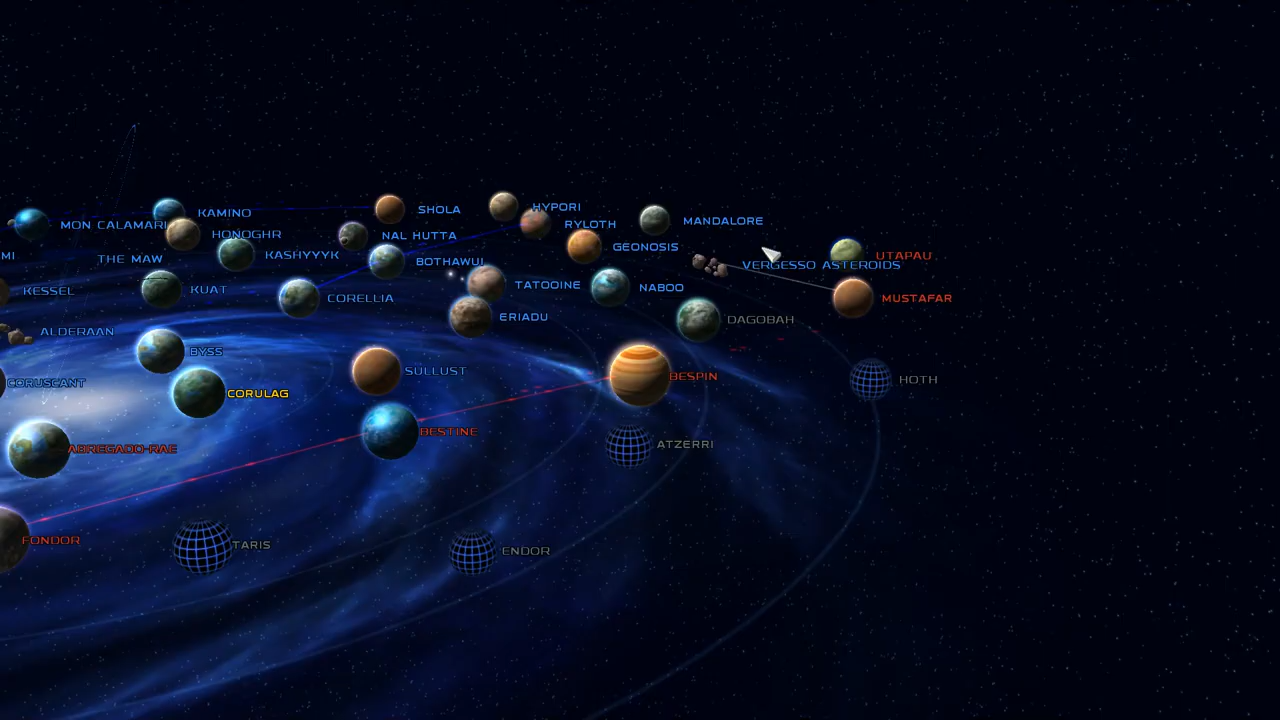 HYPORI
SHOLA
KAMINO
MANDALORE
MON CALAMARI
RYLOTH
HONOGHR
NAL HUTTA
GEONOSIS
MI
THE MAW
KASHYYYK
BOTHAWUI
UTAPAU
VERGESSO ASTEROIDS
TATOOINE
NABOO
KESSEL
KUAT
CORELLIA
MUSTAFAR
ERIADU
DAGOBAH
ALDERAAN
BYSS
SULLUST
BESPIN
HOTH
CORUSCANT
CORULAG
BESTINE
ATZERRI
ABREGADO-RAE
FONDOR
TARIS
ENDOR